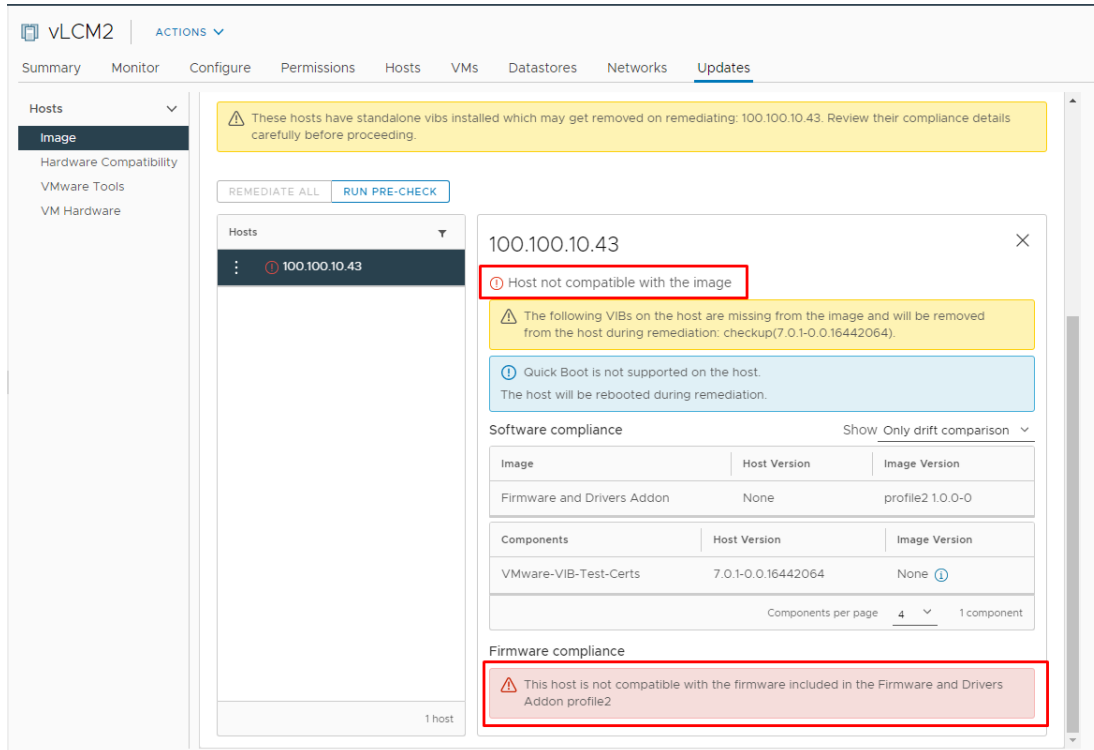 vLCM2 ACTIONS
Summary Monitor Configure Permissions Hosts VMs Datastores Networks Updates
Hosts
Image
Hardware Compatibility
VMware Tools
VM Hardware
These hosts have standalone vibs installed which may get removed on remediating: 100.100.10.43. Review their compliance details
carefully before proceeding.
REMEDIATE ALL RUN PRE-CHECK
Hosts
100.100.10.43
1 host
100.100.10.43
Host not compatible with the image
The following VIBs on the host are missing from the image and will be removed
from the host during remediation: checkup(7.0.1-0.0.16442064).
Quick Boot is not supported on the host.
The host will be rebooted during remediation.
Software compliance Show Only drift comparison
Image Host Version Image Version
Firmware and Drivers Addon None profile2 1.0.0-0
Components Host Version Image Version
VMware-VIB-Test-Certs 7.0.1-0.0.16442064 None
Components per page 4 1 component
Firmware compliance
This host is not compatible with the firmware included in the Firmware and Drivers
Addon profile2